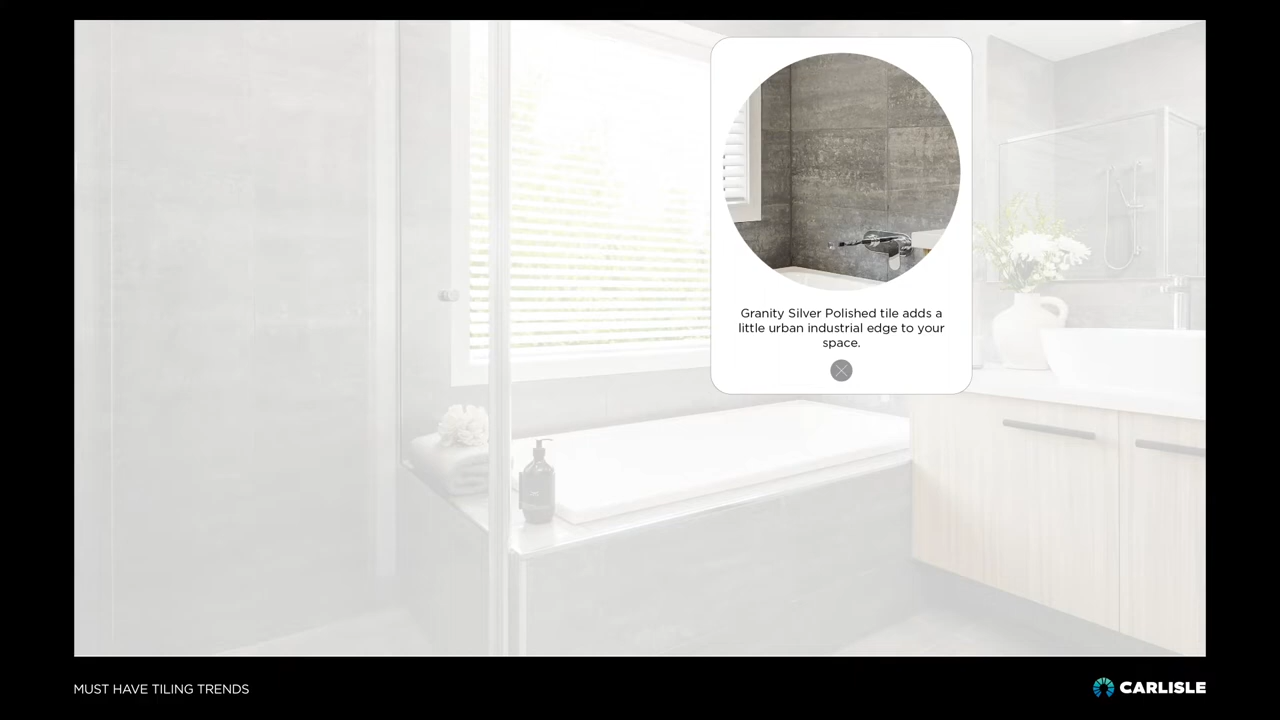 Granity Silver Polished tile adds a
little urban industrial edge to your
space.
MUST HAVE TILING TRENDS
CARLISLE